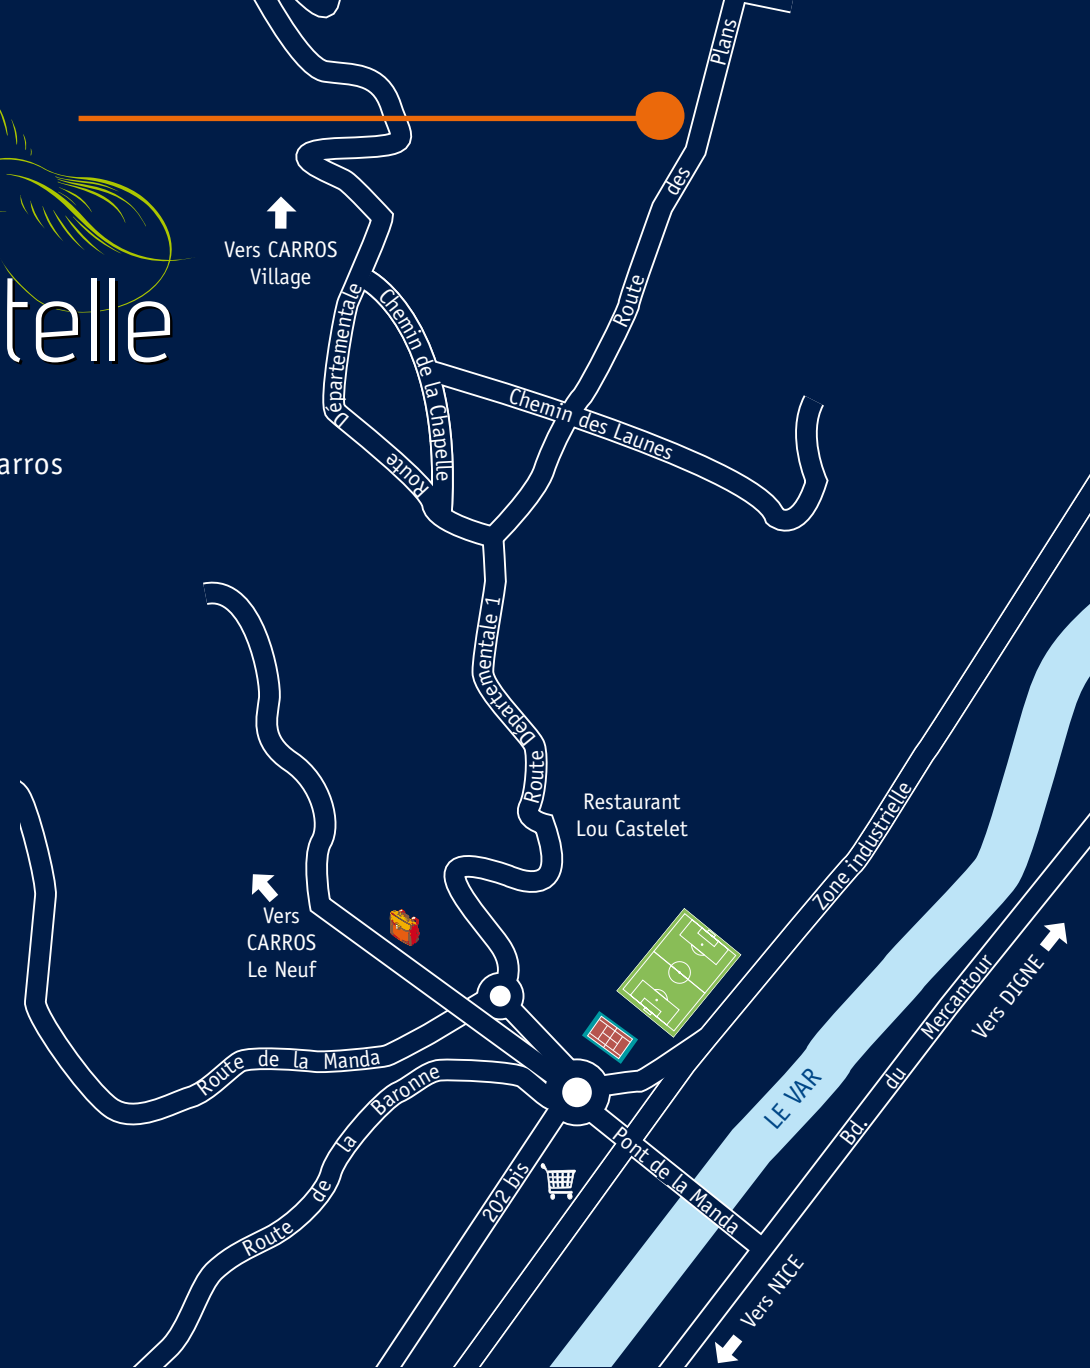 Plans
des
Route
Vers CARROS
Village
telle
arros
Route Départementale
Chemin de la Chapelle
Chemin des Launes
Route Départementale 1
Restaurant
Lou Castelet
Zone industrielle
Vers
CARROS
Le Neuf
Route de la Manda
Route de la Baronne
202 bis
Pont de la Manda
LE VAR
Bd. du Mercantour
Vers DIGNE
Vers NICE